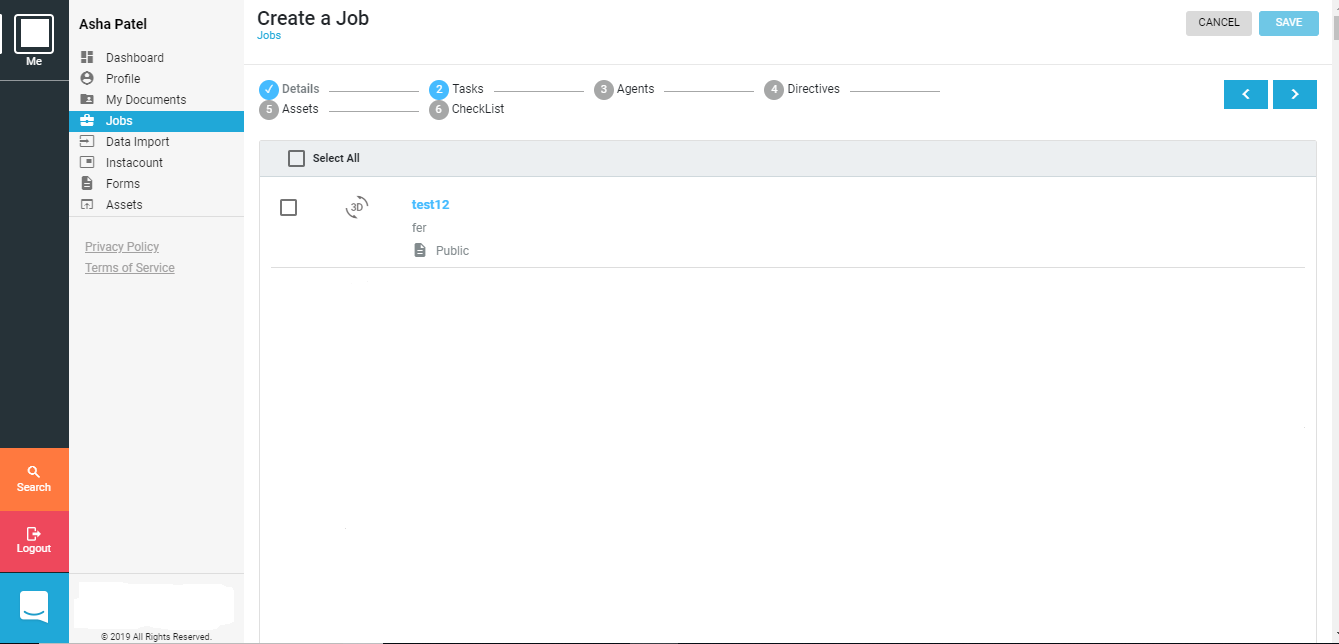 Me
Asha Patel
Dashboard
Profile
My Documents
Jobs
Data Import
Instacount
Forms
Assets
Privacy Policy
Terms of Service
Search
Logout
© 2019 All Rights Reserved.
Create a Job
Jobs
CANCEL SAVE
Details 2 Tasks 3 Agents 4 Directives
5 Assets 6 CheckList
Select All
3D test12
fer
Public